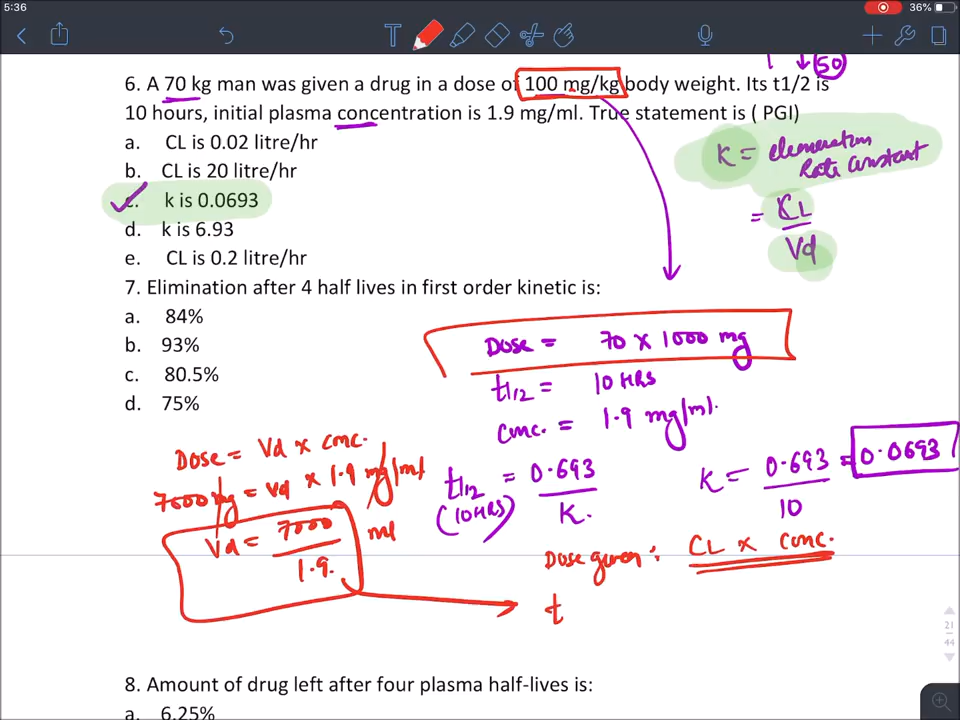 5:36
36%
T
50
6. A 70 kg man was given a drug in a dose of 100 mg/kg body weight. Its t1/2 is
10 hours, initial plasma concentration is 1.9 mg/ml. True statement is ( PGI)
a. CL is 0.02 litre/hr
b. CL is 20 litre/hr
c. k is 0.0693
d. k is 6.93
e. CL is 0.2 litre/hr
K = elemenation
Rate Constant
= CL
Vd
7. Elimination after 4 half lives in first order kinetic is:
a. 84%
b. 93%
c. 80.5%
d. 75%
Dose = 70 x 1000 mg
t1/2 = 10 HRS
conc. = 1.9 mg/ml.
Dose = Vd x conc.
7000 mg = Vd x 1.9 mg/ml
Vd = 7000 ml
1.9.
t1/2 = 0.693
(10HRS) K.
K = 0.693 = 0.0693
10
Dose given : CL x conc.
t
21
44
8. Amount of drug left after four plasma half-lives is:
a. 6.25%